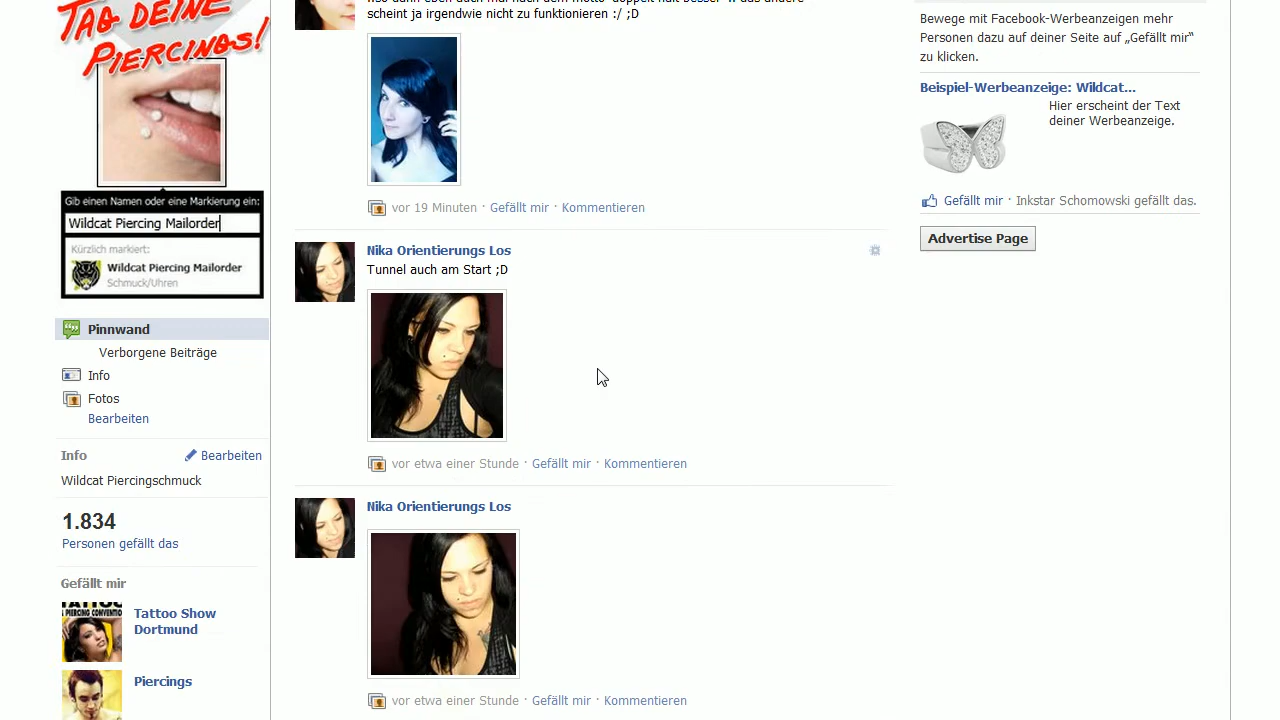 TAG DEINE
PIERCINGS!
Gib einen Namen oder eine Markierung ein:
Wildcat Piercing Mailorder
Kürzlich markiert:
Wildcat Piercing Mailorder
Schmuck/Uhren
Pinnwand
Verborgene Beiträge
Info
Fotos
Bearbeiten
Info
Bearbeiten
Wildcat Piercingschmuck
1.834
Personen gefällt das
Gefällt mir
Tattoo Show
Dortmund
Piercings
scheint ja irgendwie nicht zu funktionieren :/ ;D
vor 19 Minuten · Gefällt mir · Kommentieren
Nika Orientierungs Los
Tunnel auch am Start ;D
vor etwa einer Stunde · Gefällt mir · Kommentieren
Nika Orientierungs Los
vor etwa einer Stunde · Gefällt mir · Kommentieren
Bewege mit Facebook-Werbeanzeigen mehr
Personen dazu auf deiner Seite auf „Gefällt mir“
zu klicken.
Beispiel-Werbeanzeige: Wildcat...
Hier erscheint der Text
deiner Werbeanzeige.
Gefällt mir · Inkstar Schomowski gefällt das.
Advertise Page